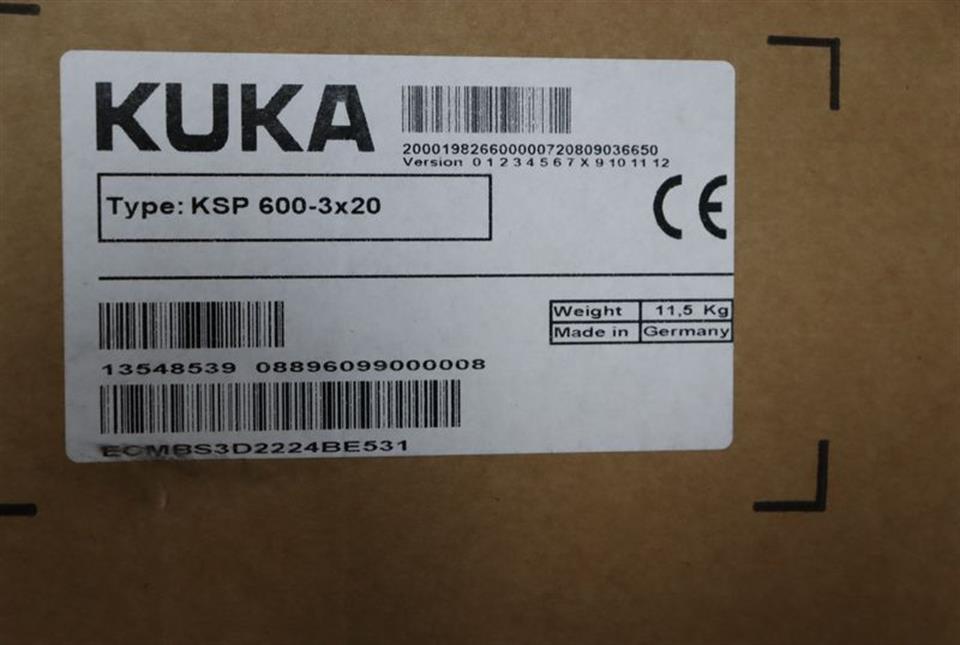 KUKA
200019826600000720809036650
Version 0 1 2 3 4 5 6 7 X 9 10 11 12
Type: KSP 600-3x20
CE
Weight 11,5 Kg
Made in Germany
13548539 08896099000008
ECMBS3D2224BE531